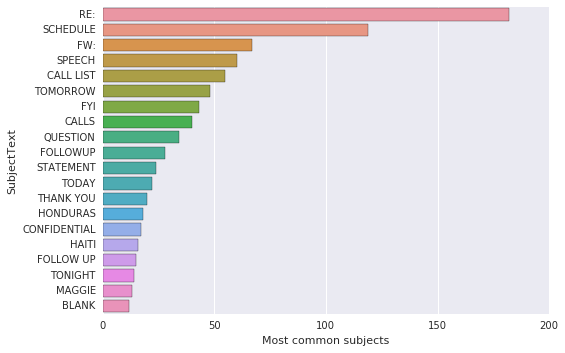 RE:
SCHEDULE
FW:
SPEECH
CALL LIST
TOMORROW
FYI
CALLS
QUESTION
FOLLOWUP
STATEMENT
TODAY
THANK YOU
HONDURAS
CONFIDENTIAL
HAITI
FOLLOW UP
TONIGHT
MAGGIE
BLANK
SubjectText
0 50 100 150 200
Most common subjects